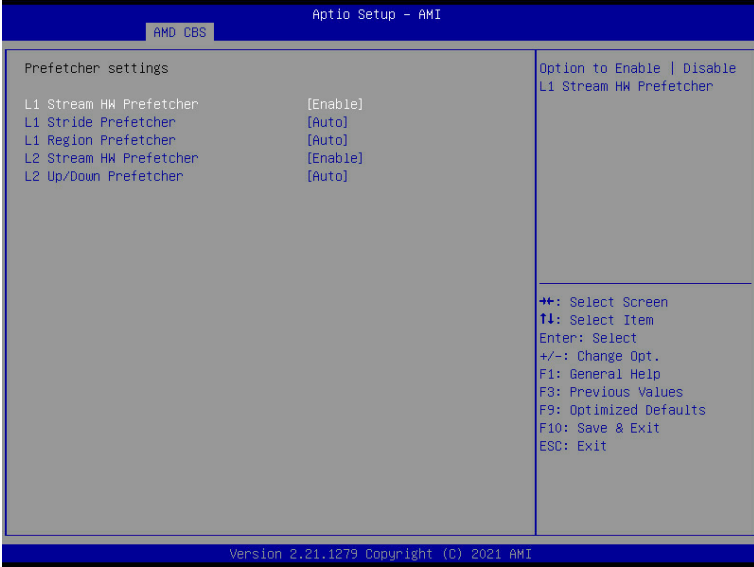 Aptio Setup – AMI
AMD CBS
Prefetcher settings
L1 Stream HW Prefetcher [Enable]
L1 Stride Prefetcher [Auto]
L1 Region Prefetcher [Auto]
L2 Stream HW Prefetcher [Enable]
L2 Up/Down Prefetcher [Auto]
Option to Enable | Disable
L1 Stream HW Prefetcher
→←: Select Screen
↑↓: Select Item
Enter: Select
+/-: Change Opt.
F1: General Help
F3: Previous Values
F9: Optimized Defaults
F10: Save & Exit
ESC: Exit
Version 2.21.1279 Copyright (C) 2021 AMI